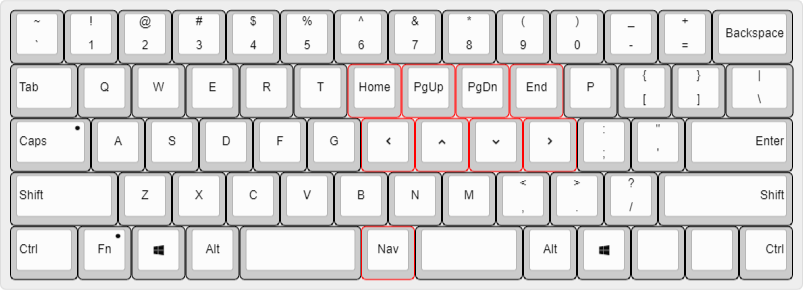 ~ ! @ # $ % ^ & * ( ) _ +
` 1 2 3 4 5 6 7 8 9 0 - = Backspace
Tab Q W E R T Home PgUp PgDn End P { } |
[ ] \
Caps A S D F G < ^ v > : " Enter
; '
Shift Z X C V B N M < > ? Shift
, . /
Ctrl Fn Alt Nav Alt Ctrl